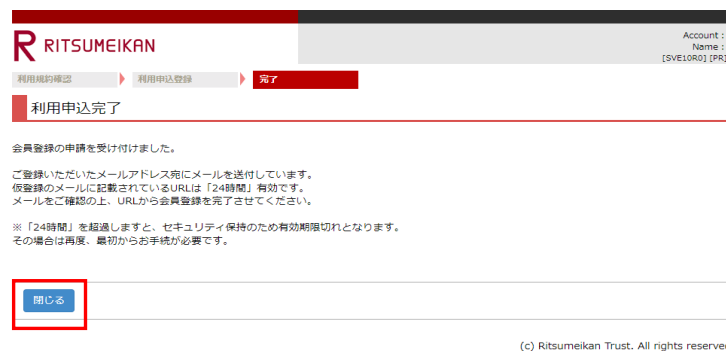 RITSUMEIKAN
Account :
Name :
[SVE10R0] [PR]
利用規約確認
利用申込登録
完了
利用申込完了
会員登録の申請を受け付けました。
ご登録いただいたメールアドレス宛にメールを送付しています。
仮登録のメールに記載されているURLは「24時間」有効です。
メールをご確認の上、URLから会員登録を完了させてください。
※「24時間」を超過しますと、セキュリティ保持のため有効期限切れとなります。
その場合は再度、最初からお手続が必要です。
閉じる
(c) Ritsumeikan Trust. All rights reserve